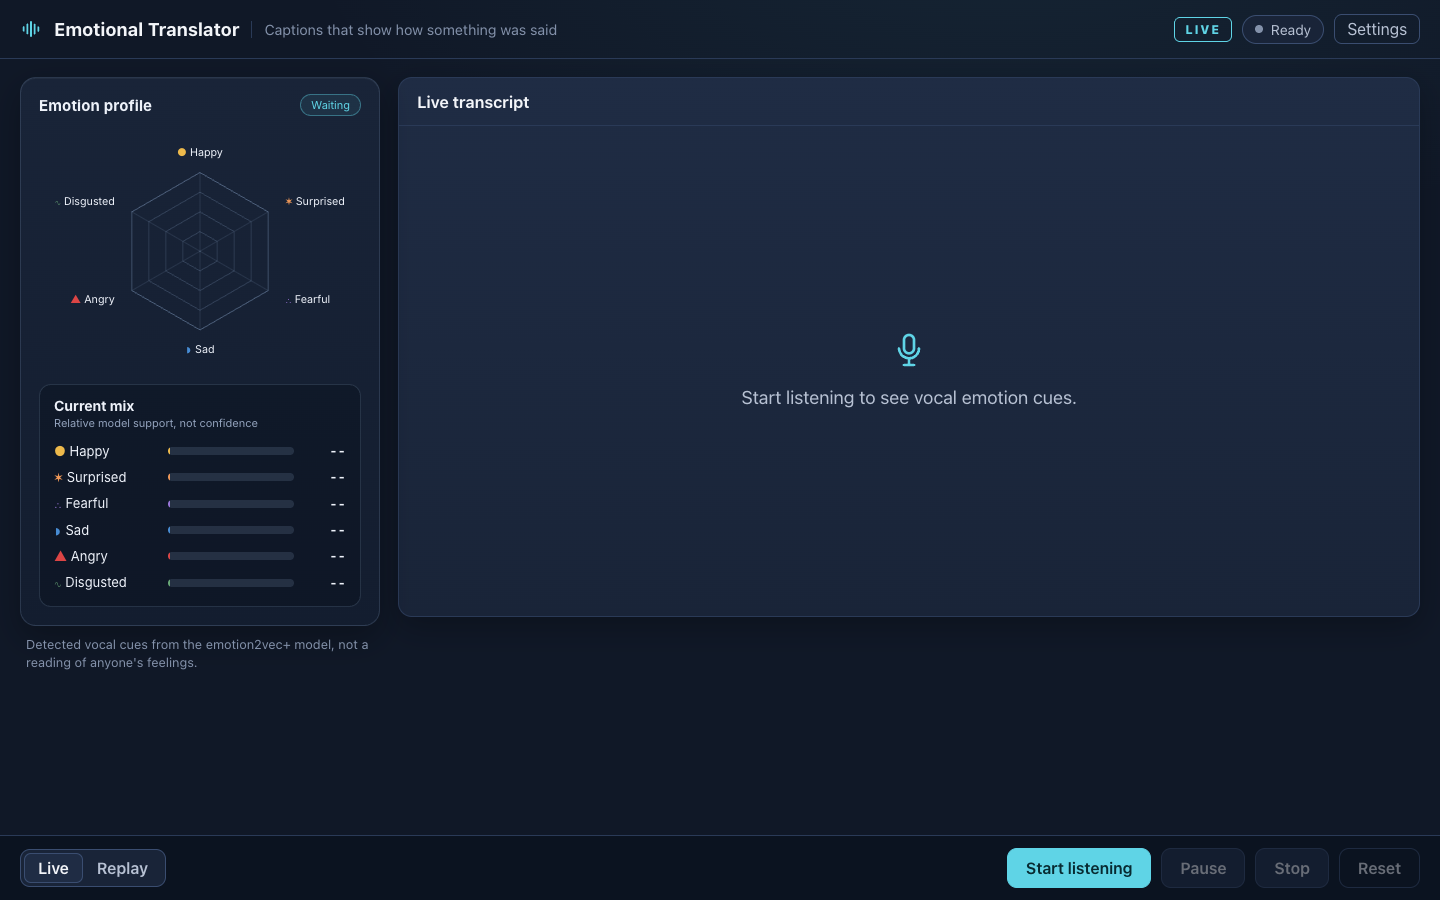 Emotional Translator
Captions that show how something was said
LIVE
Ready
Settings
Emotion profile
Waiting
Happy
Disgusted
Surprised
Angry
Fearful
Sad
Current mix
Relative model support, not confidence
Happy --
Surprised --
Fearful --
Sad --
Angry --
Disgusted --
Detected vocal cues from the emotion2vec+ model, not a
reading of anyone's feelings.
Live transcript
Start listening to see vocal emotion cues.
Live
Replay
Start listening
Pause
Stop
Reset